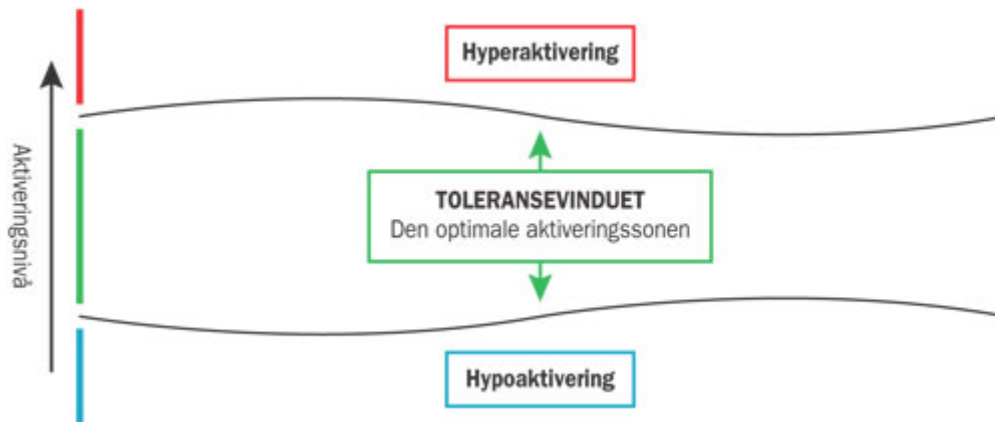 Hyperaktivering
Aktiveringsnivå
TOLERANSEVINDUET
Den optimale aktiveringssonen
Hypoaktivering